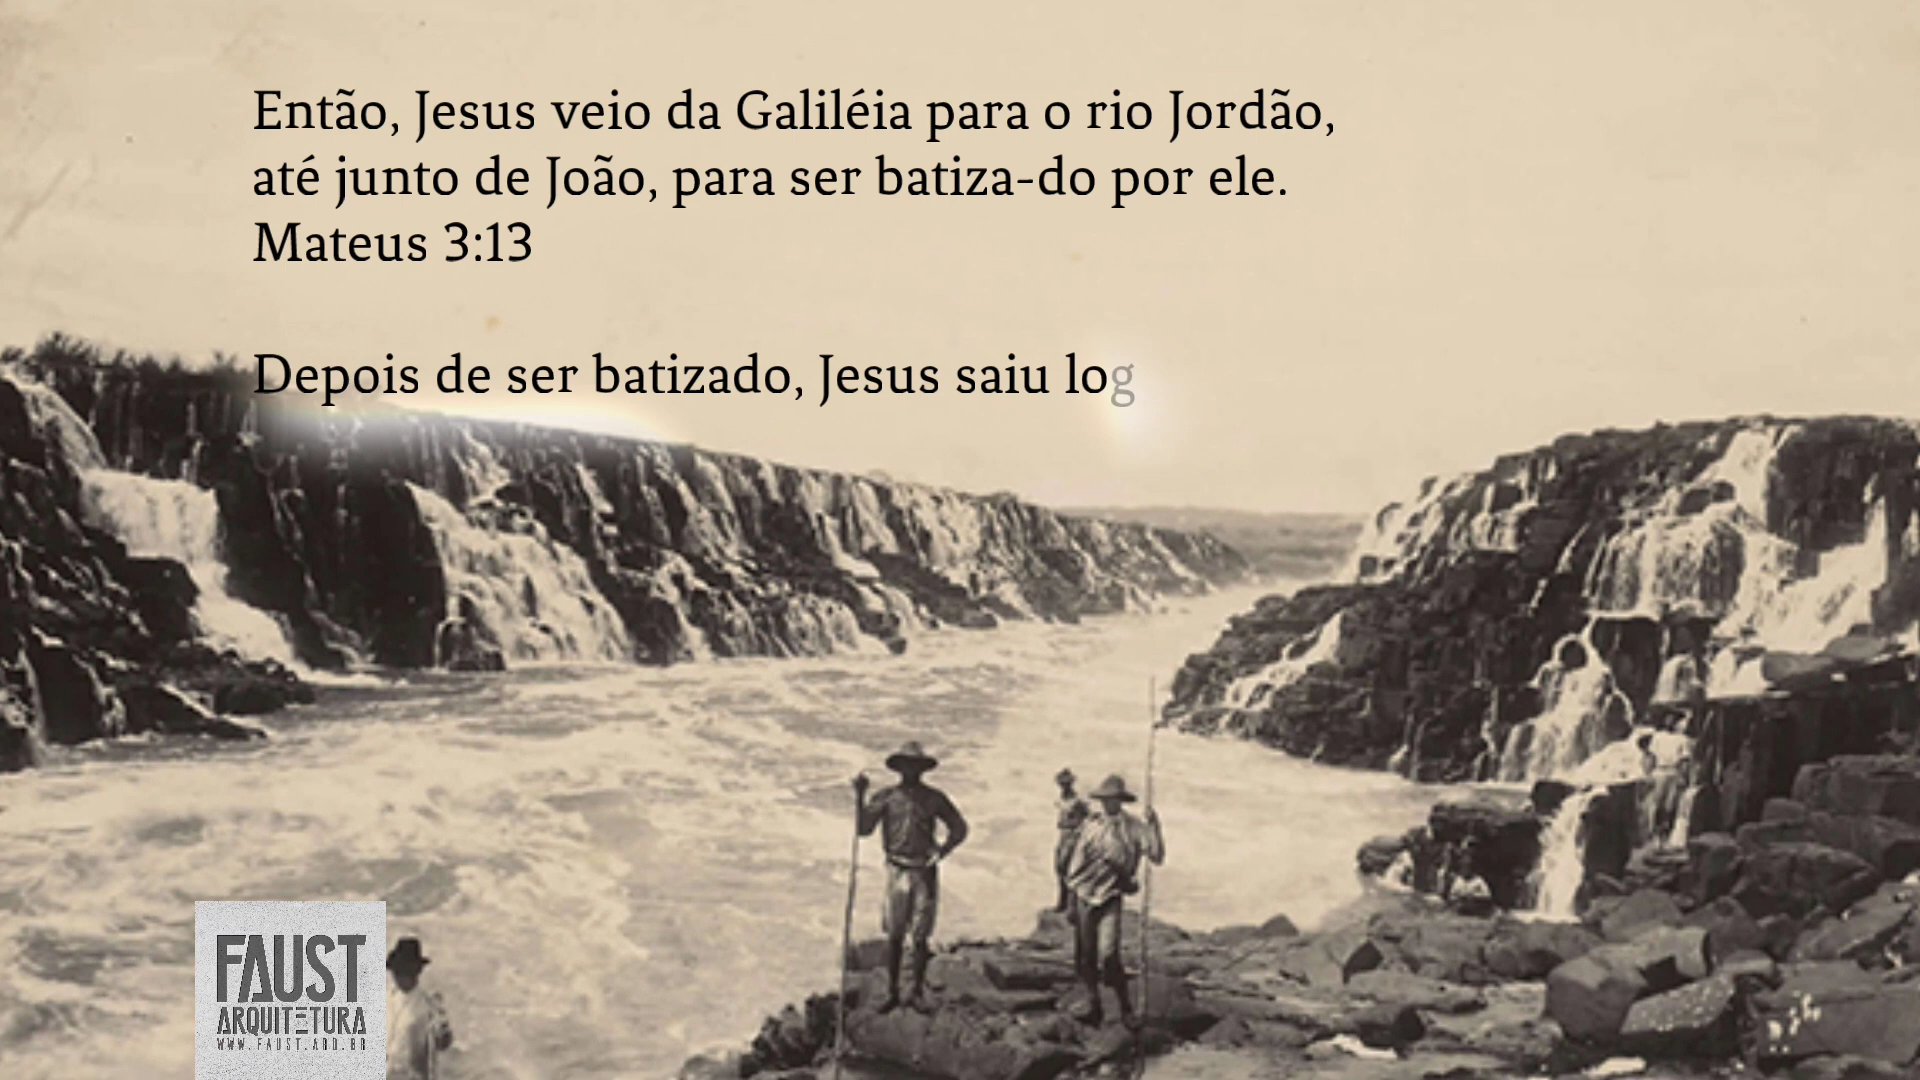 Então, Jesus veio da Galiléia para o rio Jordão,
até junto de João, para ser batiza-do por ele.
Mateus 3:13
Depois de ser batizado, Jesus saiu log
FAUST
ARQUITETURA
WWW.FAUST.ABD.BR